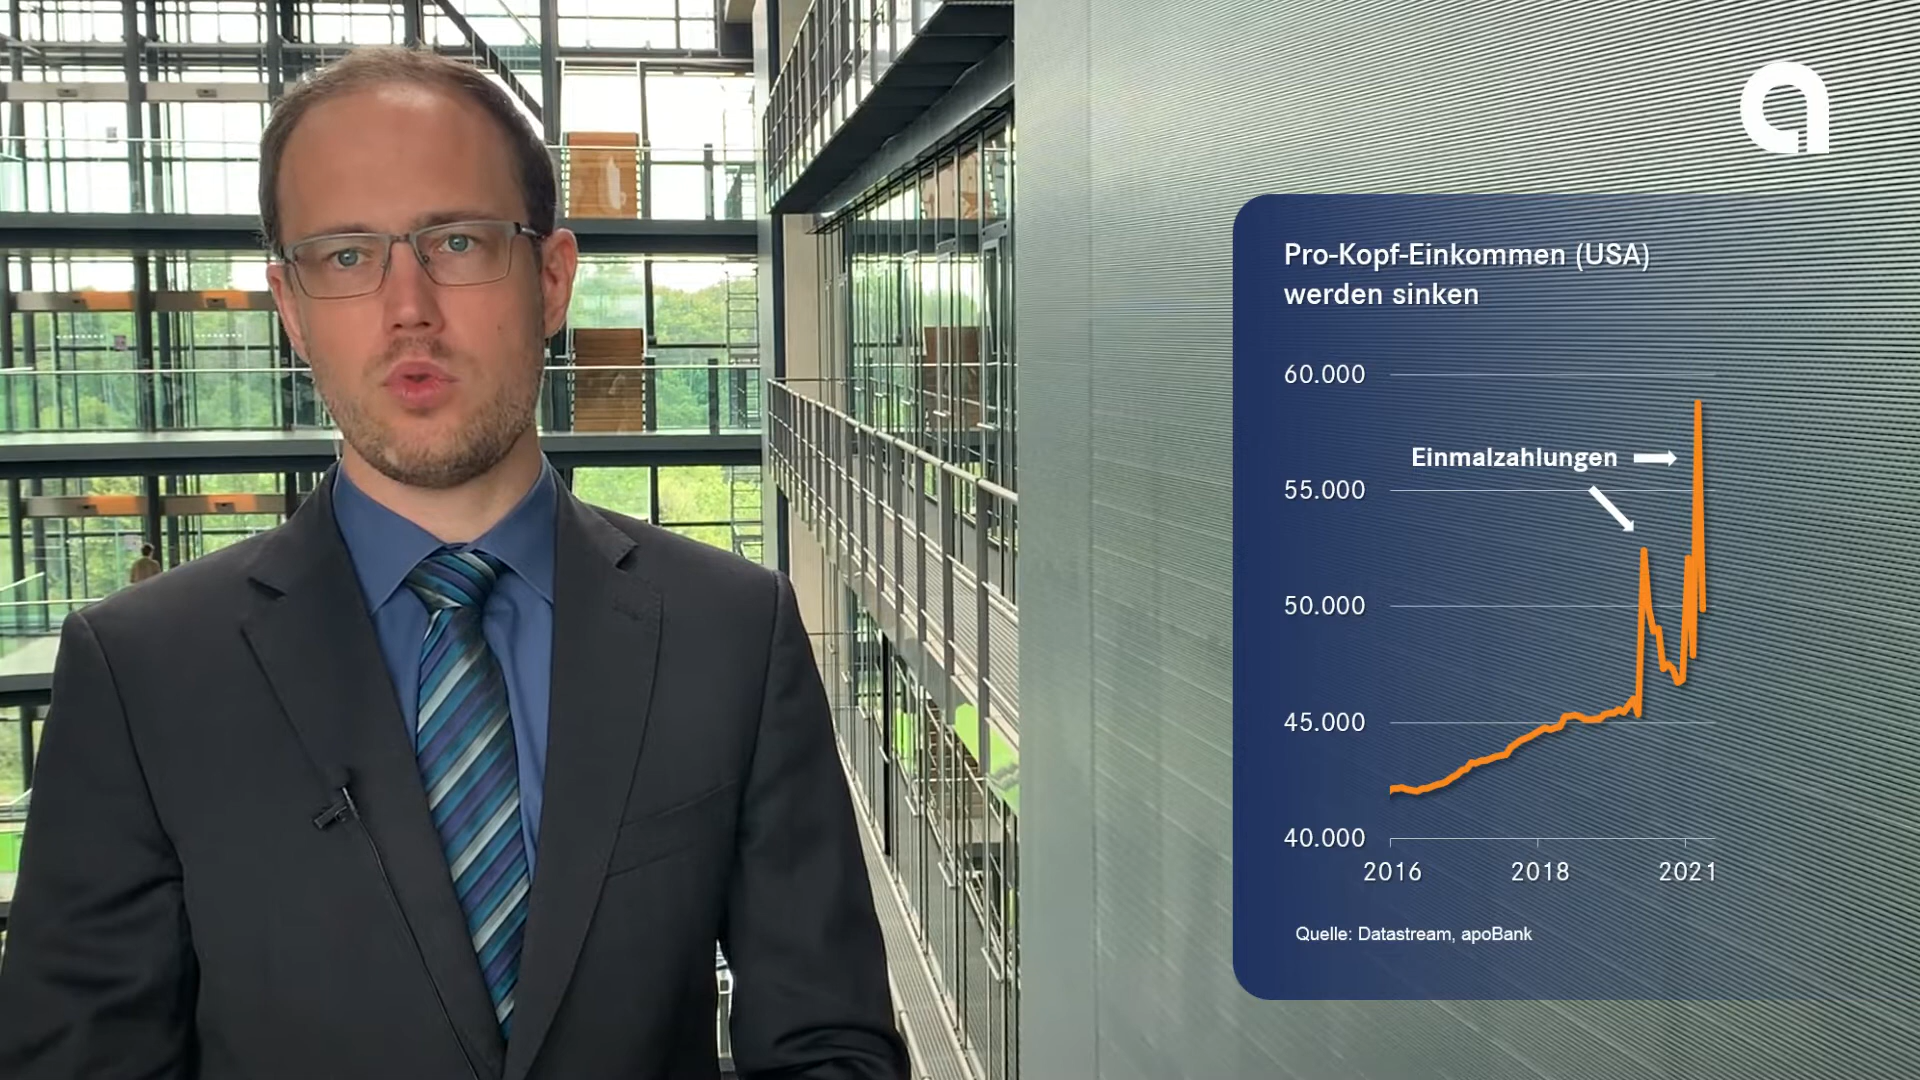 Pro-Kopf-Einkommen (USA)
werden sinken
60.000
Einmalzahlungen
55.000
50.000
45.000
40.000
2016 2018 2021
Quelle: Datastream, apoBank